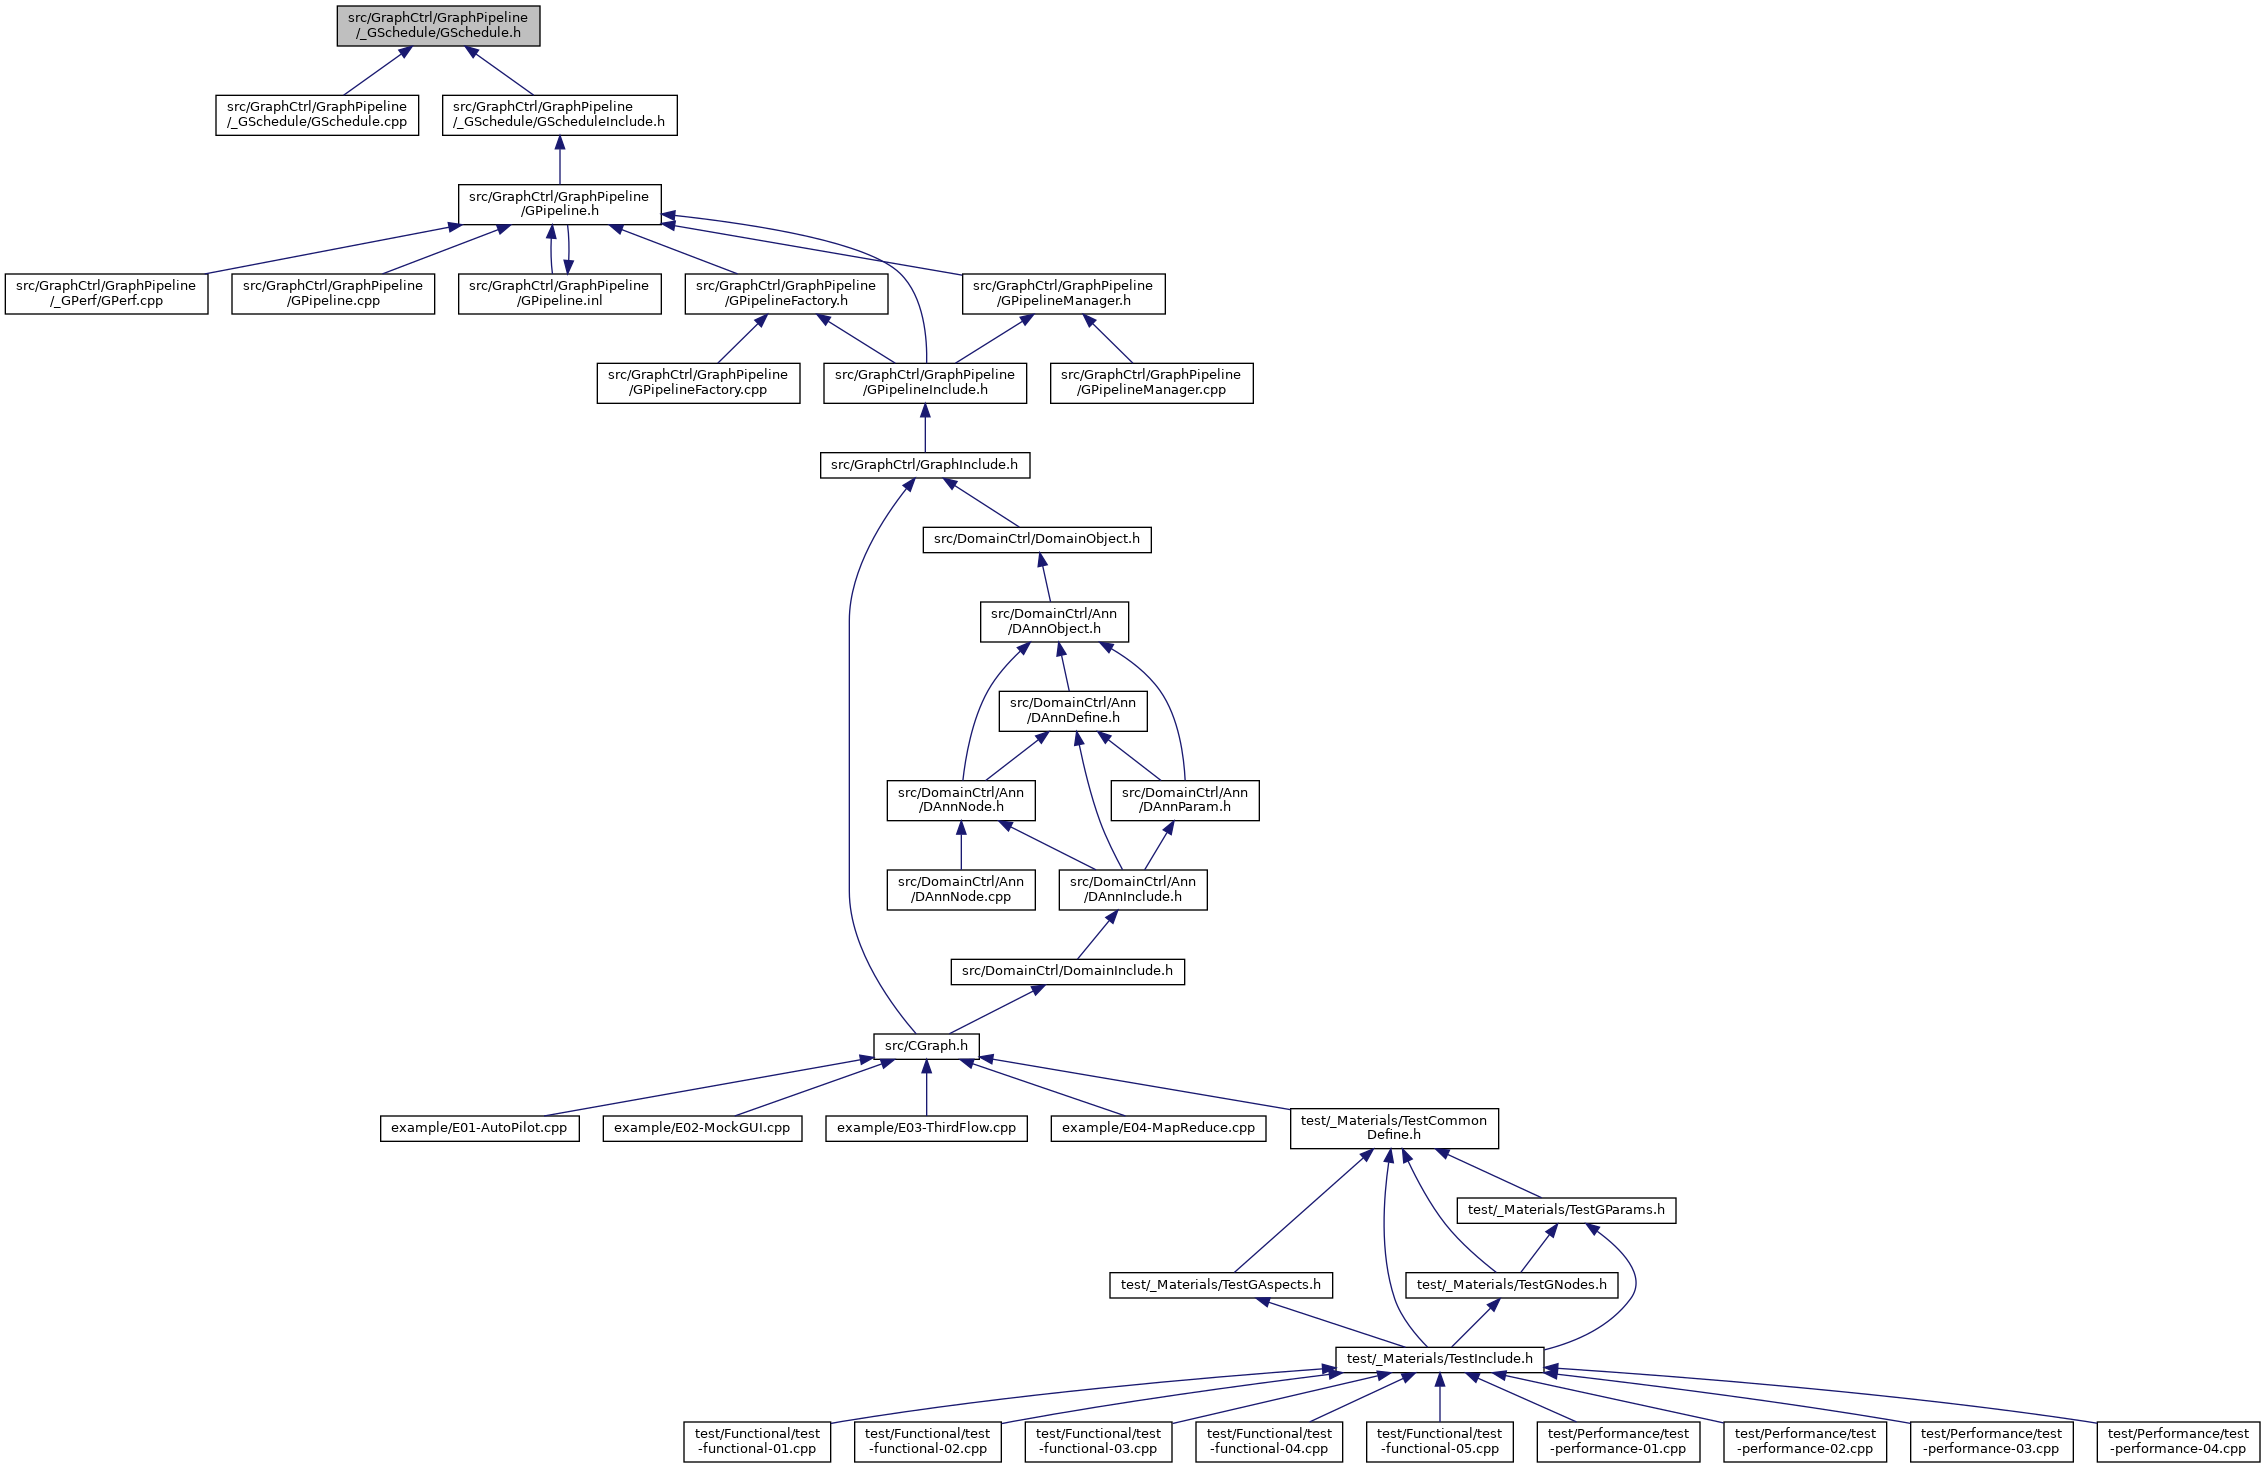 src/GraphCtrl/GraphPipeline
/_GSchedule/GSchedule.h
src/GraphCtrl/GraphPipeline
/_GSchedule/GSchedule.cpp
src/GraphCtrl/GraphPipeline
/_GSchedule/GScheduleInclude.h
src/GraphCtrl/GraphPipeline
/GPipeline.h
src/GraphCtrl/GraphPipeline
/_GPerf/GPerf.cpp
src/GraphCtrl/GraphPipeline
/GPipeline.cpp
src/GraphCtrl/GraphPipeline
/GPipeline.inl
src/GraphCtrl/GraphPipeline
/GPipelineFactory.h
src/GraphCtrl/GraphPipeline
/GPipelineManager.h
src/GraphCtrl/GraphPipeline
/GPipelineFactory.cpp
src/GraphCtrl/GraphPipeline
/GPipelineInclude.h
src/GraphCtrl/GraphPipeline
/GPipelineManager.cpp
src/GraphCtrl/GraphInclude.h
src/DomainCtrl/DomainObject.h
src/DomainCtrl/Ann
/DAnnObject.h
src/DomainCtrl/Ann
/DAnnDefine.h
src/DomainCtrl/Ann
/DAnnNode.h
src/DomainCtrl/Ann
/DAnnParam.h
src/DomainCtrl/Ann
/DAnnNode.cpp
src/DomainCtrl/Ann
/DAnnInclude.h
src/DomainCtrl/DomainInclude.h
src/CGraph.h
example/E01-AutoPilot.cpp
example/E02-MockGUI.cpp
example/E03-ThirdFlow.cpp
example/E04-MapReduce.cpp
test/_Materials/TestCommon
Define.h
test/_Materials/TestGParams.h
test/_Materials/TestGAspects.h
test/_Materials/TestGNodes.h
test/_Materials/TestInclude.h
test/Functional/test
-functional-01.cpp
test/Functional/test
-functional-02.cpp
test/Functional/test
-functional-03.cpp
test/Functional/test
-functional-04.cpp
test/Functional/test
-functional-05.cpp
test/Performance/test
-performance-01.cpp
test/Performance/test
-performance-02.cpp
test/Performance/test
-performance-03.cpp
test/Performance/test
-performance-04.cpp